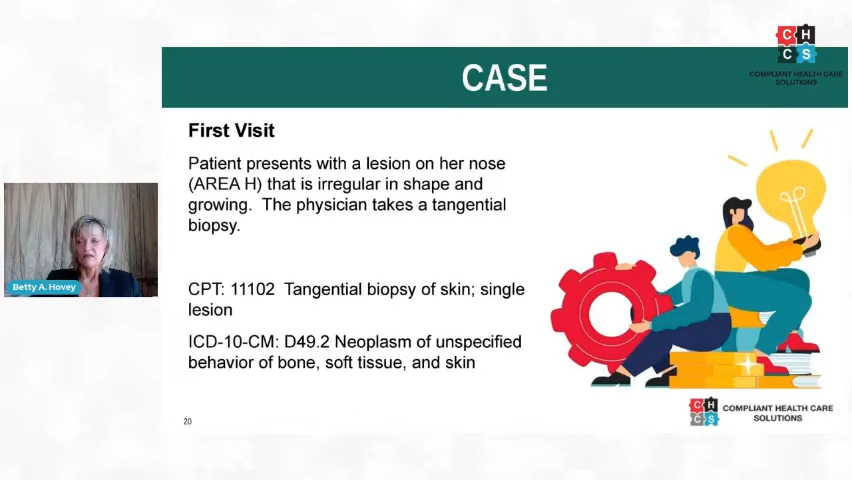 C H
C S
COMPLIANT HEALTH CARE
SOLUTIONS
CASE
First Visit
Patient presents with a lesion on her nose
(AREA H) that is irregular in shape and
growing. The physician takes a tangential
biopsy.
CPT: 11102 Tangential biopsy of skin; single
lesion
ICD-10-CM: D49.2 Neoplasm of unspecified
behavior of bone, soft tissue, and skin
Betty A. Hovey
20
C H
C S
COMPLIANT HEALTH CARE
SOLUTIONS